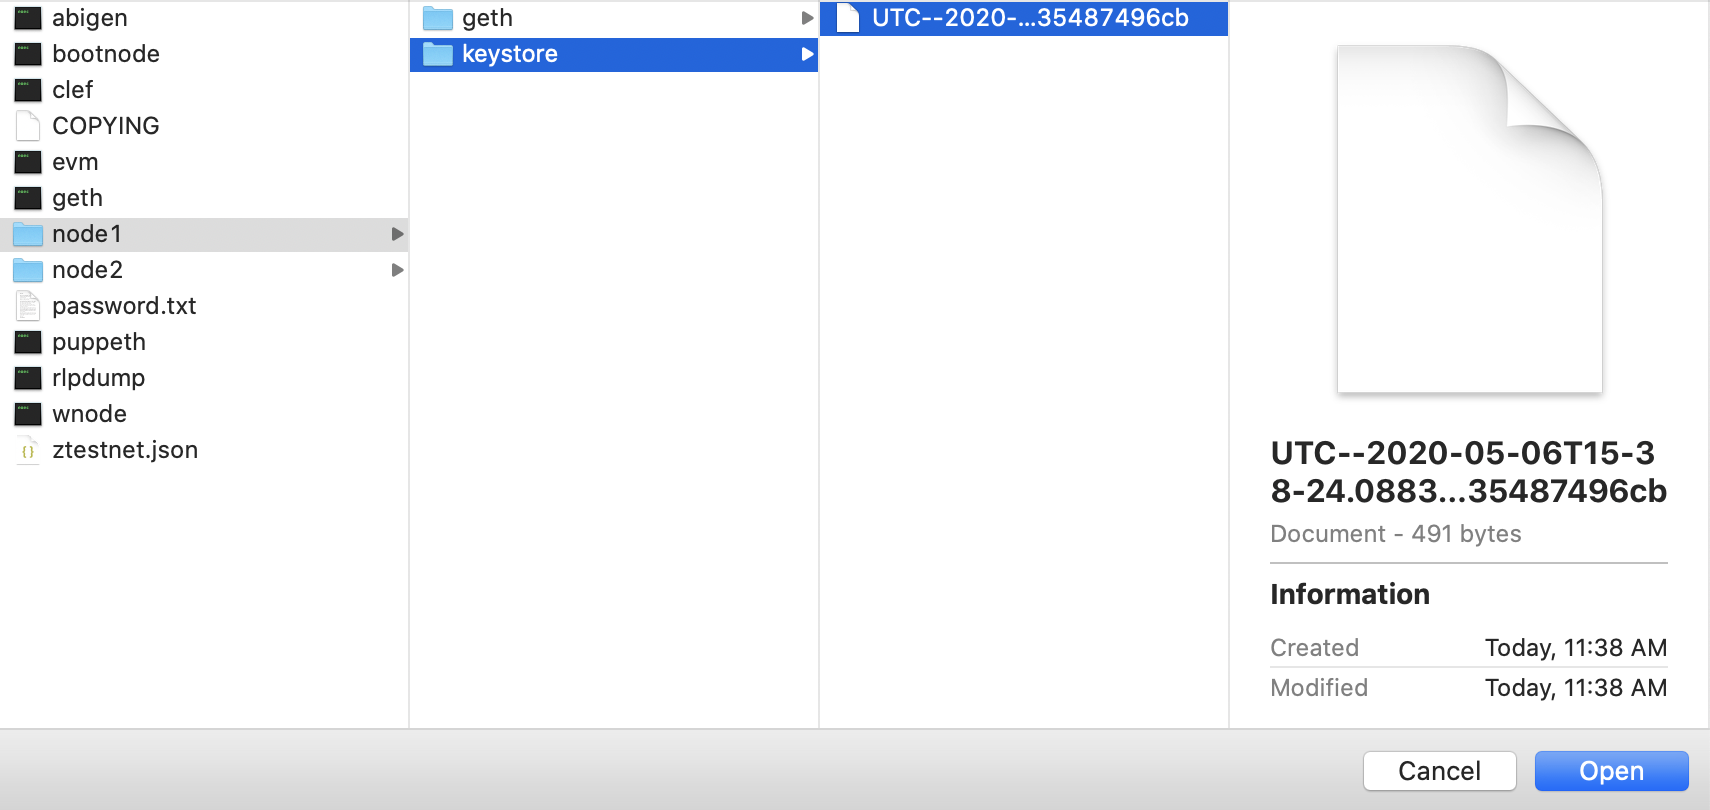 abigen
bootnode
clef
COPYING
evm
geth
node1
node2
password.txt
puppeth
rlpdump
wnode
ztestnet.json
geth
keystore
UTC--2020-...35487496cb
UTC--2020-05-06T15-3
8-24.0883...35487496cb
Document - 491 bytes
Information
Created Today, 11:38 AM
Modified Today, 11:38 AM
Cancel Open